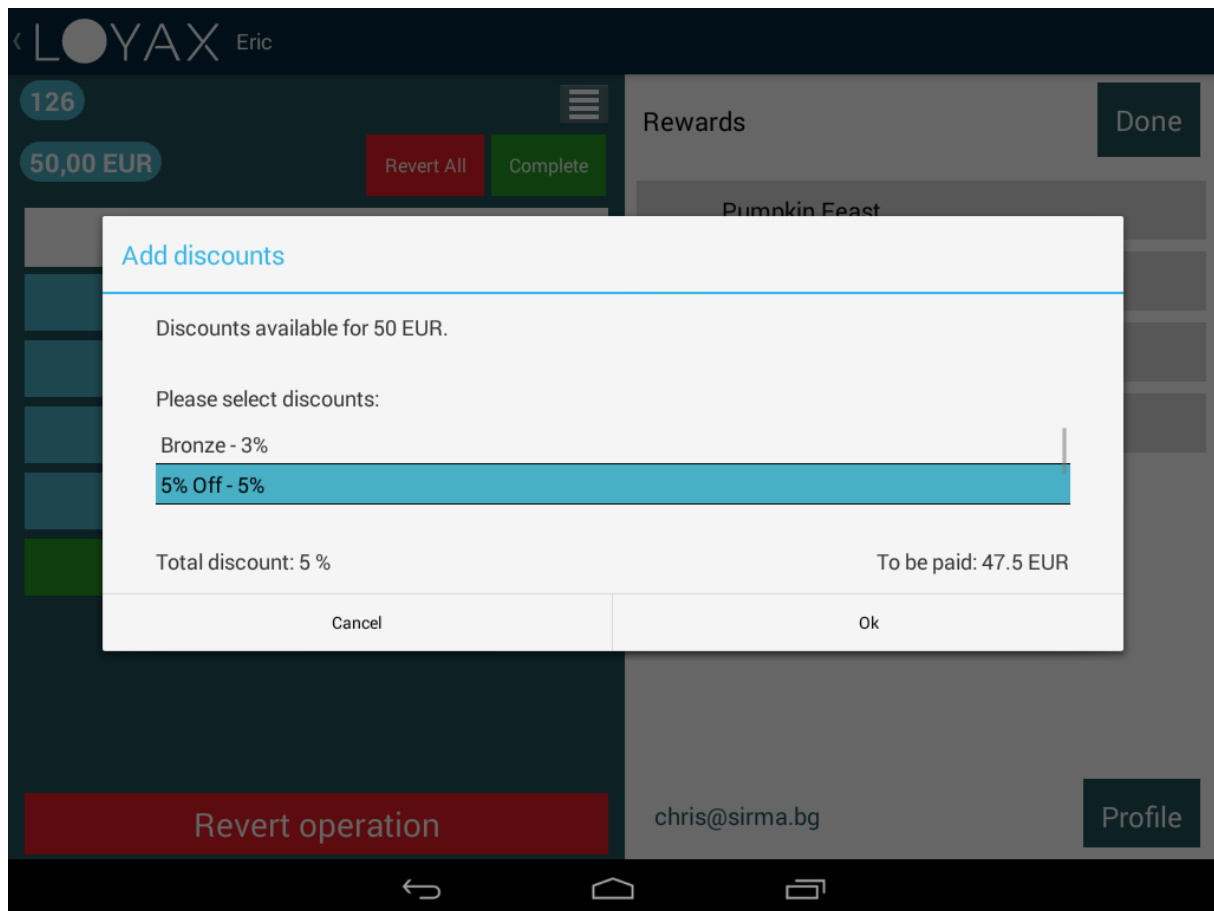 LOYAX Eric
126
50,00 EUR
Revert All
Complete
Rewards
Done
Pumpkin Feast
Add discounts
Discounts available for 50 EUR.
Please select discounts:
Bronze - 3%
5% Off - 5%
Total discount: 5 %
To be paid: 47.5 EUR
Cancel
Ok
Revert operation
chris@sirma.bg
Profile